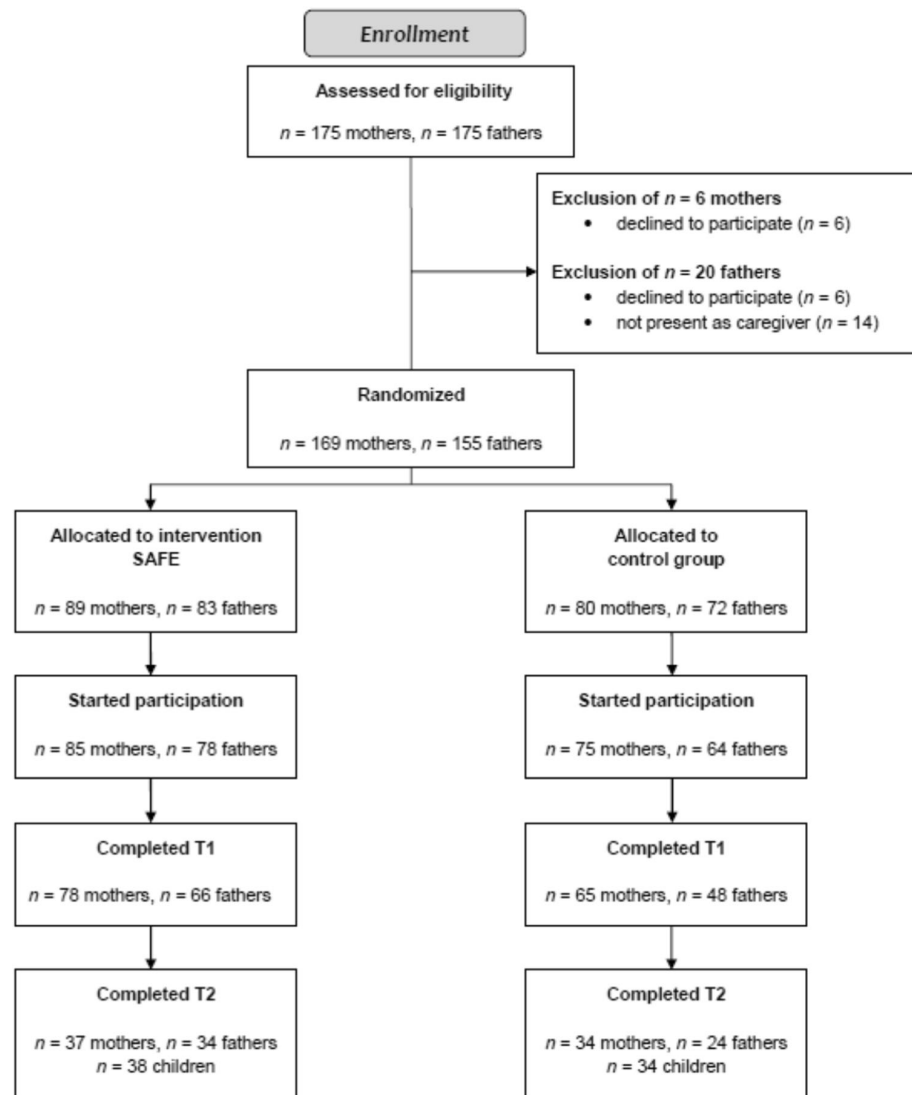 Enrollment
Assessed for eligibility
n = 175 mothers, n = 175 fathers
Exclusion of n = 6 mothers
• declined to participate (n = 6)
Exclusion of n = 20 fathers
• declined to participate (n = 6)
• not present as caregiver (n = 14)
Randomized
n = 169 mothers, n = 155 fathers
Allocated to intervention
SAFE
n = 89 mothers, n = 83 fathers
Allocated to
control group
n = 80 mothers, n = 72 fathers
Started participation
n = 85 mothers, n = 78 fathers
Started participation
n = 75 mothers, n = 64 fathers
Completed T1
n = 78 mothers, n = 66 fathers
Completed T1
n = 65 mothers, n = 48 fathers
Completed T2
n = 37 mothers, n = 34 fathers
n = 38 children
Completed T2
n = 34 mothers, n = 24 fathers
n = 34 children